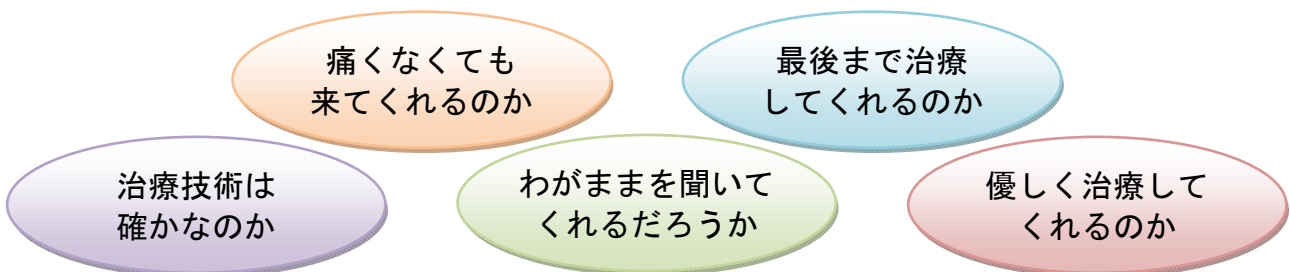 痛くなくても
来てくれるのか
最後まで治療
してくれるのか
治療技術は
確かなのか
わがままを聞いて
くれるだろうか
優しく治療して
くれるのか